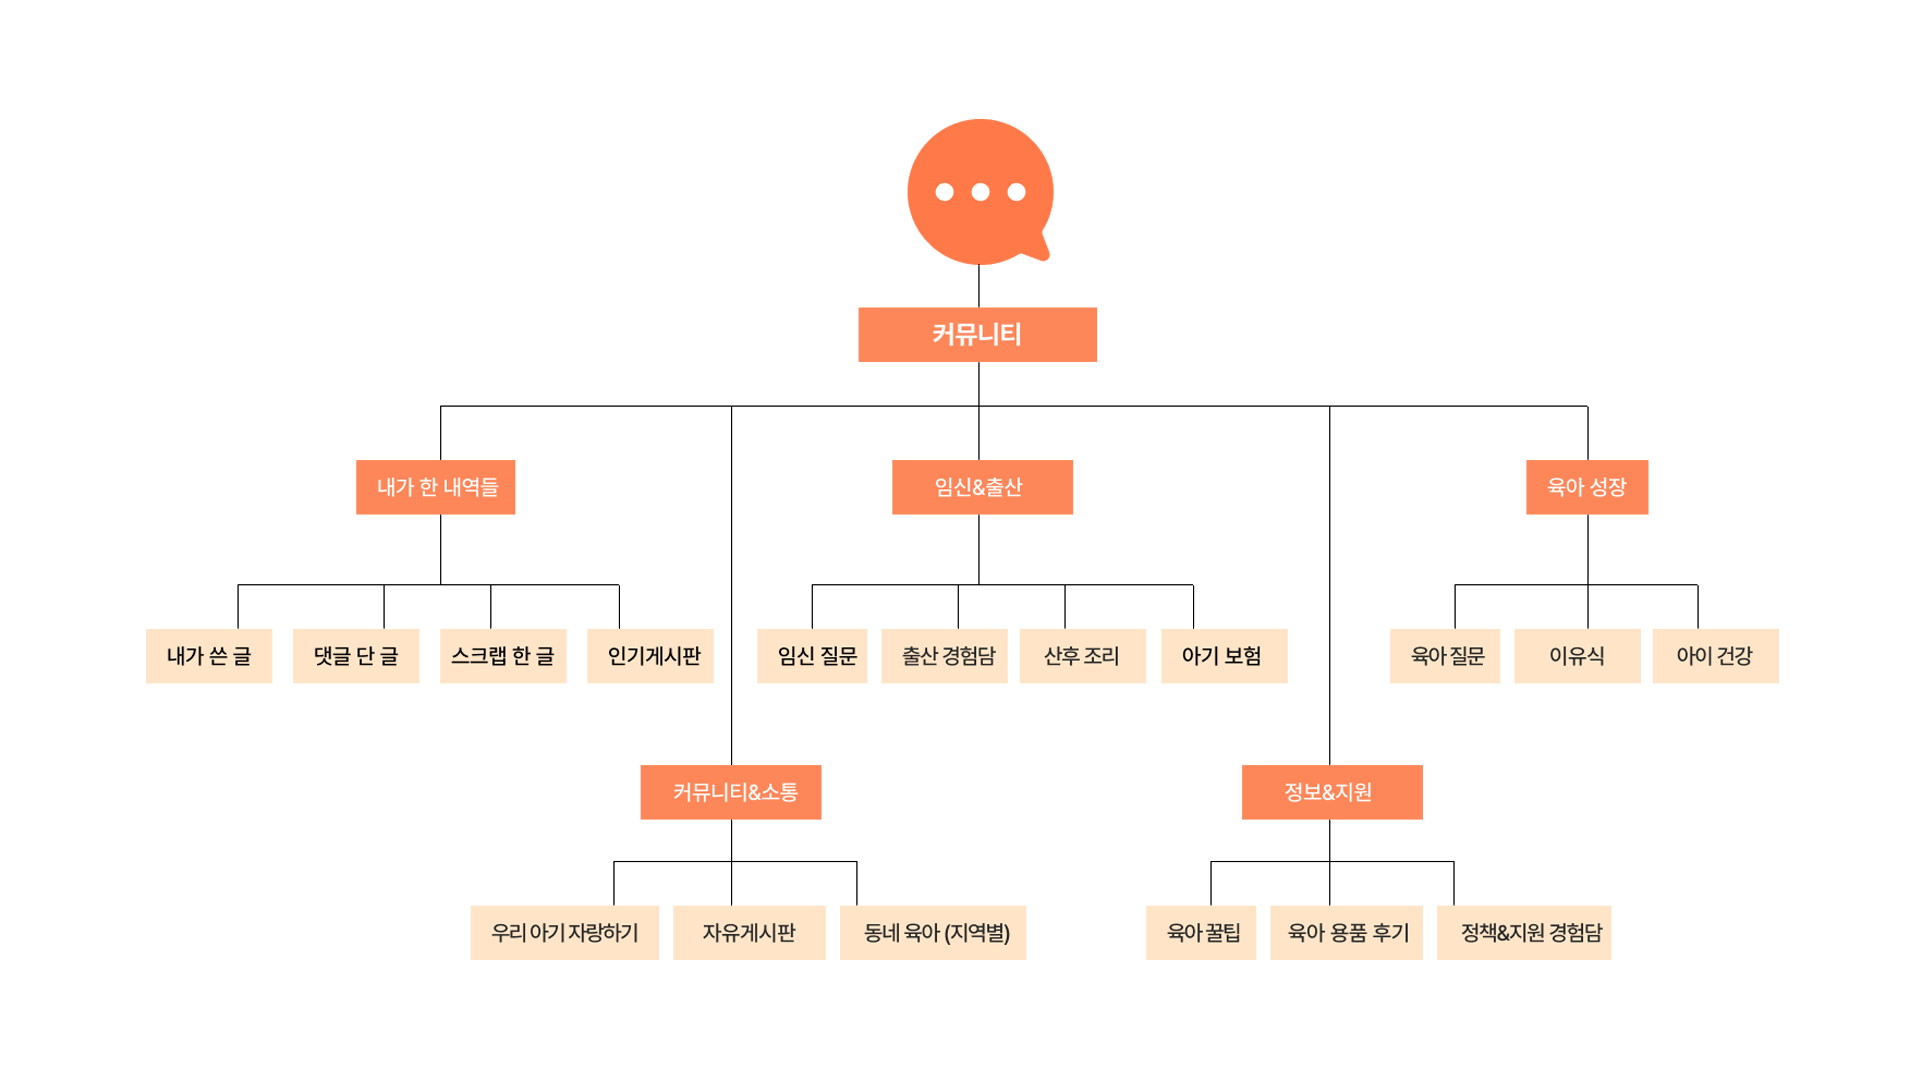 커뮤니티
내가 한 내역들
임신&출산
육아 성장
내가 쓴 글
댓글 단 글
스크랩 한 글
인기게시판
임신 질문
출산 경험담
산후 조리
아기 보험
육아 질문
이유식
아이 건강
커뮤니티&소통
정보&지원
우리 아기 자랑하기
자유게시판
동네 육아 (지역별)
육아 꿀팁
육아 용품 후기
정책&지원 경험담